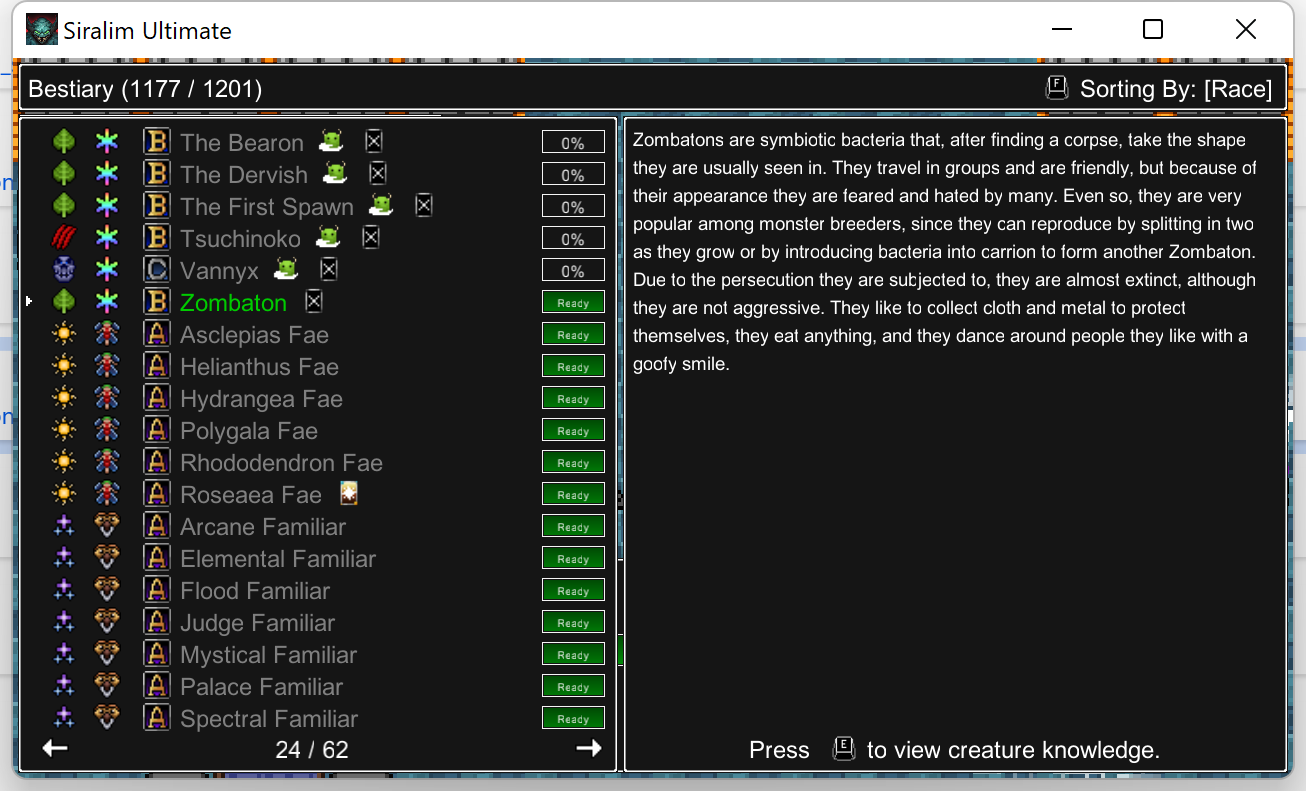 Siralim Ultimate
Bestiary (1177 / 1201)
F Sorting By: [Race]
B The Bearon 0%
B The Dervish 0%
B The First Spawn 0%
B Tsuchinoko 0%
C Vannyx 0%
B Zombaton Ready
A Asclepias Fae Ready
A Helianthus Fae Ready
A Hydrangea Fae Ready
A Polygala Fae Ready
A Rhododendron Fae Ready
A Roseaea Fae Ready
A Arcane Familiar Ready
A Elemental Familiar Ready
A Flood Familiar Ready
A Judge Familiar Ready
A Mystical Familiar Ready
A Palace Familiar Ready
A Spectral Familiar Ready
24 / 62
Zombatons are symbiotic bacteria that, after finding a corpse, take the shape
they are usually seen in. They travel in groups and are friendly, but because of
their appearance they are feared and hated by many. Even so, they are very
popular among monster breeders, since they can reproduce by splitting in two
as they grow or by introducing bacteria into carrion to form another Zombaton.
Due to the persecution they are subjected to, they are almost extinct, although
they are not aggressive. They like to collect cloth and metal to protect
themselves, they eat anything, and they dance around people they like with a
goofy smile.
Press E to view creature knowledge.